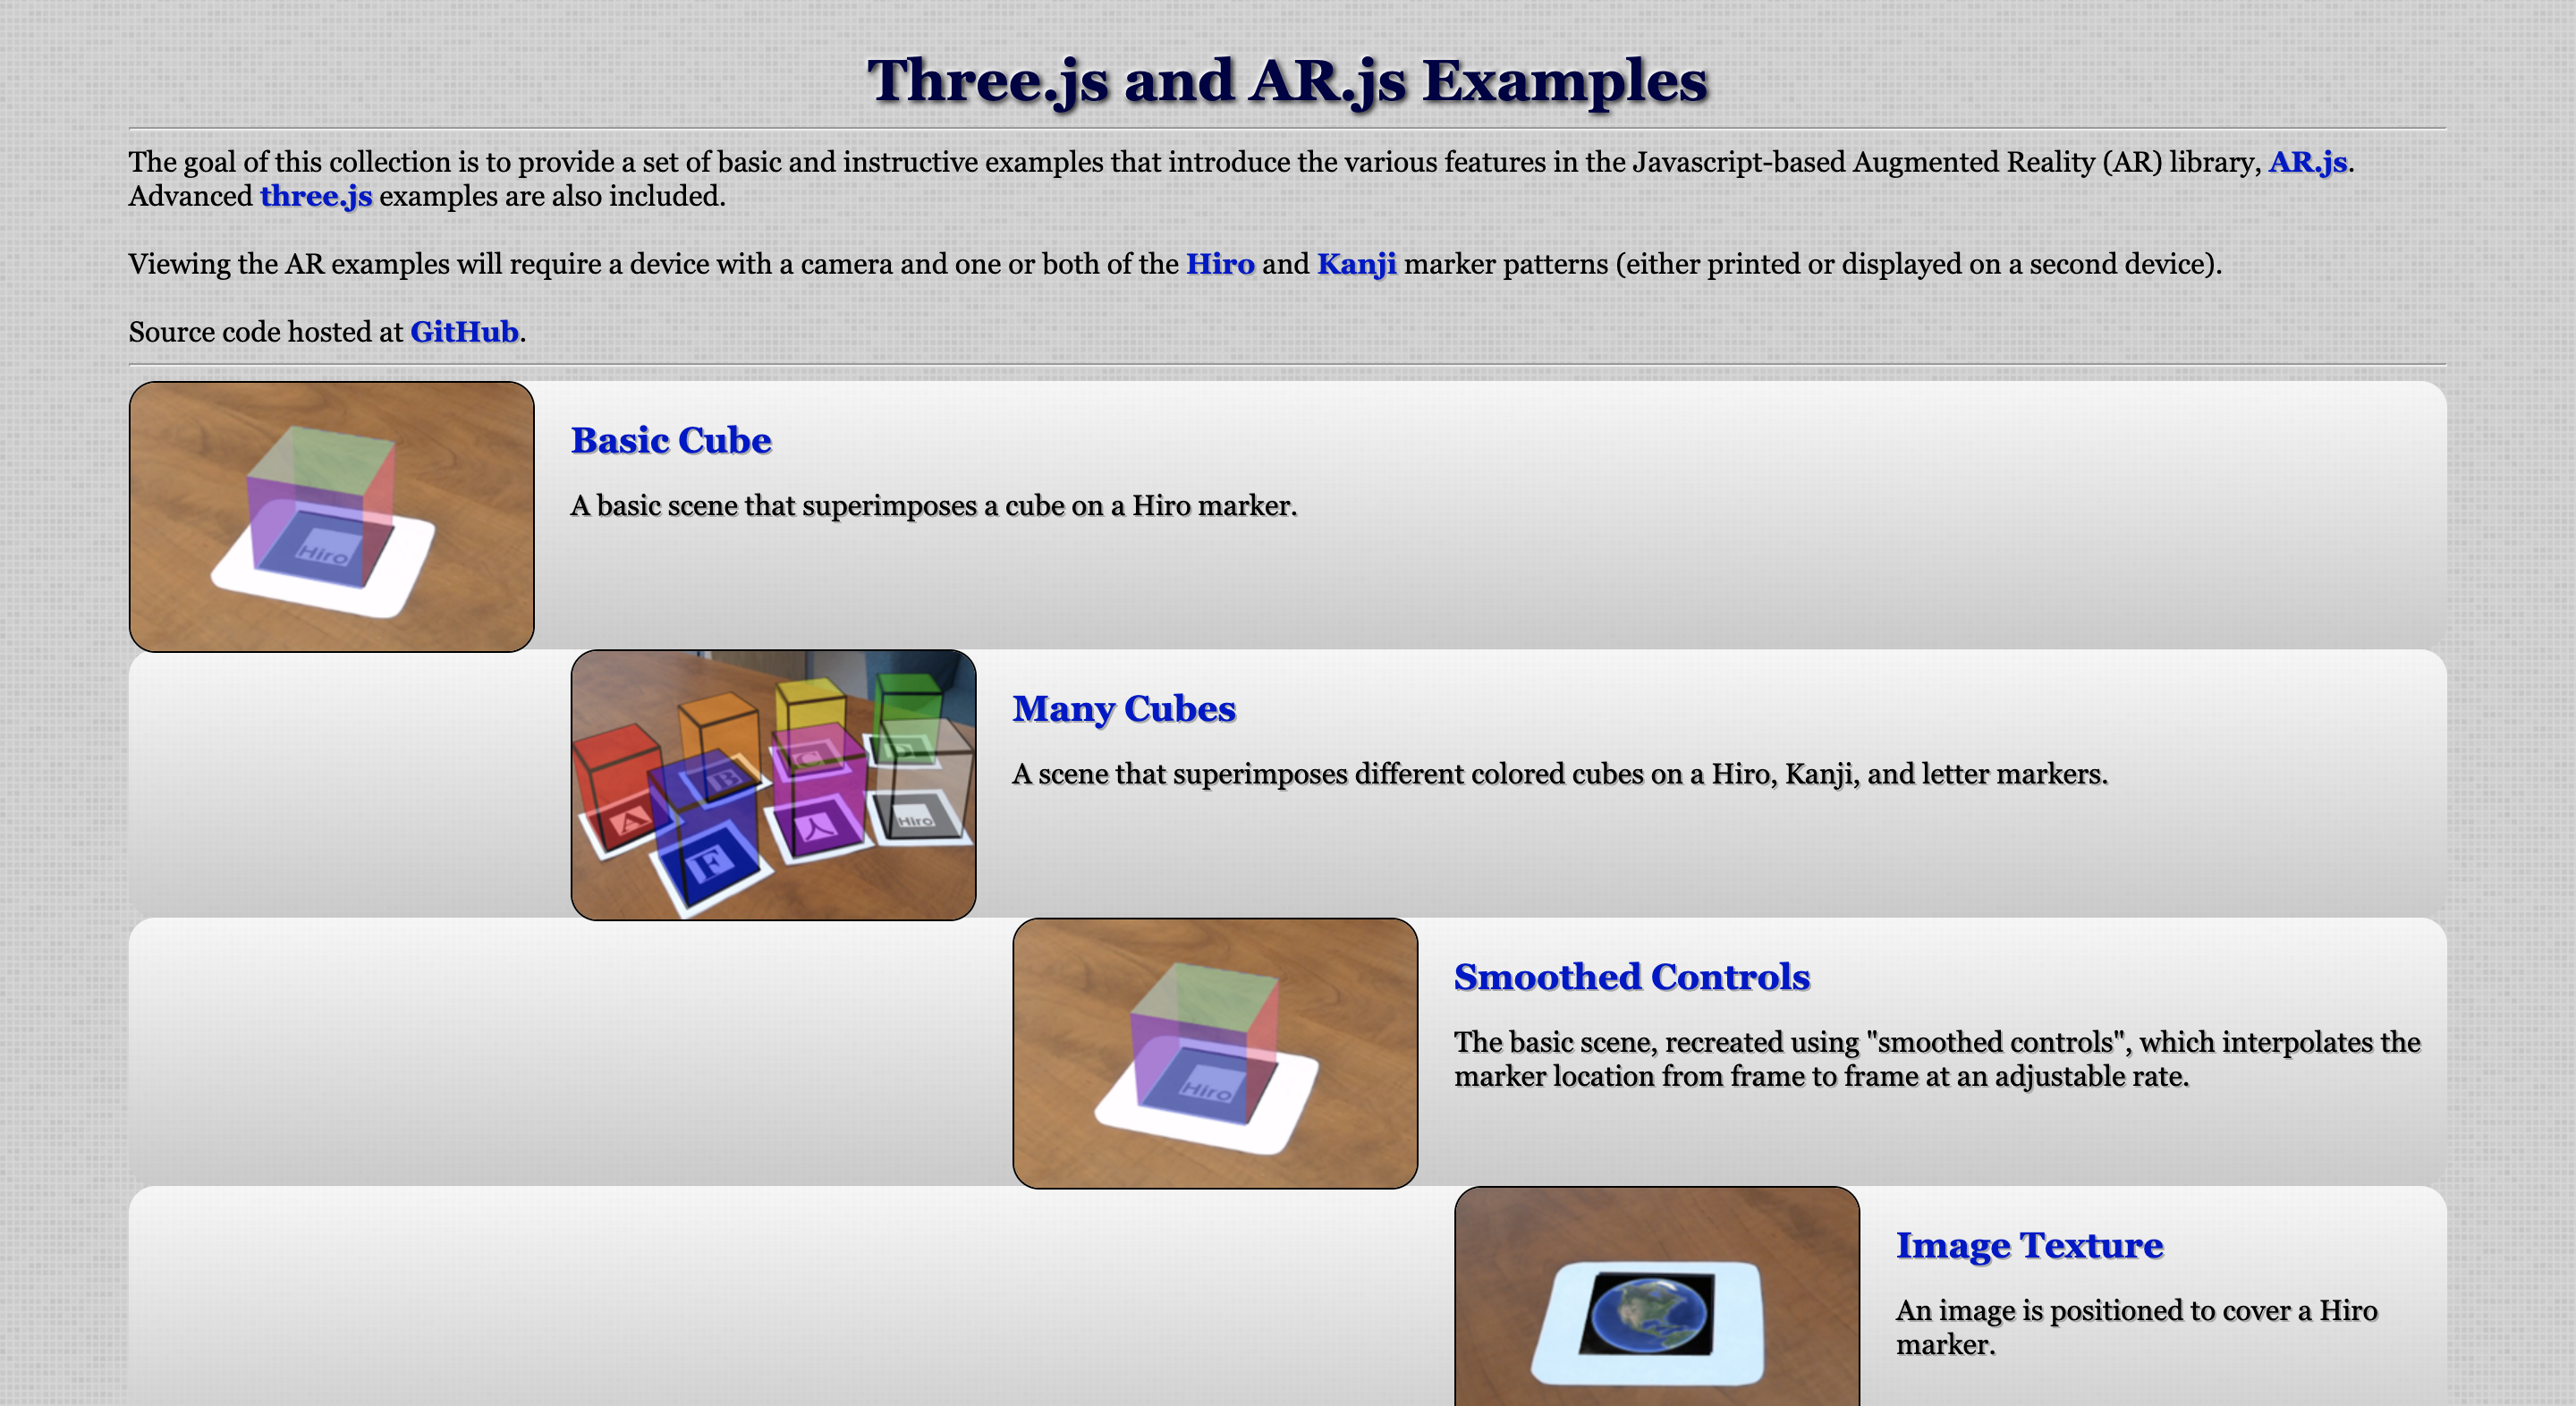 Three.js and AR.js Examples
The goal of this collection is to provide a set of basic and instructive examples that introduce the various features in the Javascript-based Augmented Reality (AR) library, AR.js.
Advanced three.js examples are also included.
Viewing the AR examples will require a device with a camera and one or both of the Hiro and Kanji marker patterns (either printed or displayed on a second device).
Source code hosted at GitHub.
Basic Cube
A basic scene that superimposes a cube on a Hiro marker.
Hiro
Many Cubes
A scene that superimposes different colored cubes on a Hiro, Kanji, and letter markers.
B
C
D
A
人
Hiro
F
Smoothed Controls
The basic scene, recreated using "smoothed controls", which interpolates the
marker location from frame to frame at an adjustable rate.
Hiro
Image Texture
An image is positioned to cover a Hiro
marker.